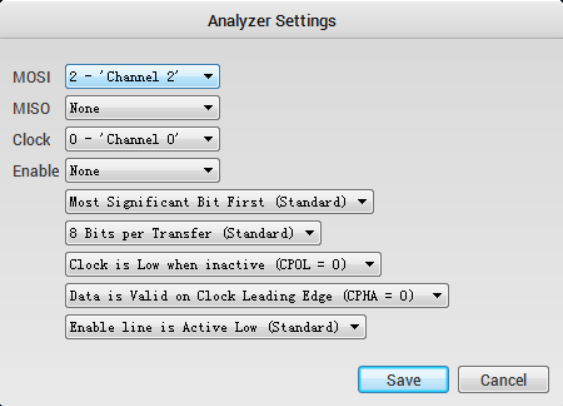 Analyzer Settings
MOSI 2 - 'Channel 2'
MISO None
Clock 0 - 'Channel 0'
Enable None
Most Significant Bit First (Standard)
8 Bits per Transfer (Standard)
Clock is Low when inactive (CPOL = 0)
Data is Valid on Clock Leading Edge (CPHA = 0)
Enable line is Active Low (Standard)
Save Cancel